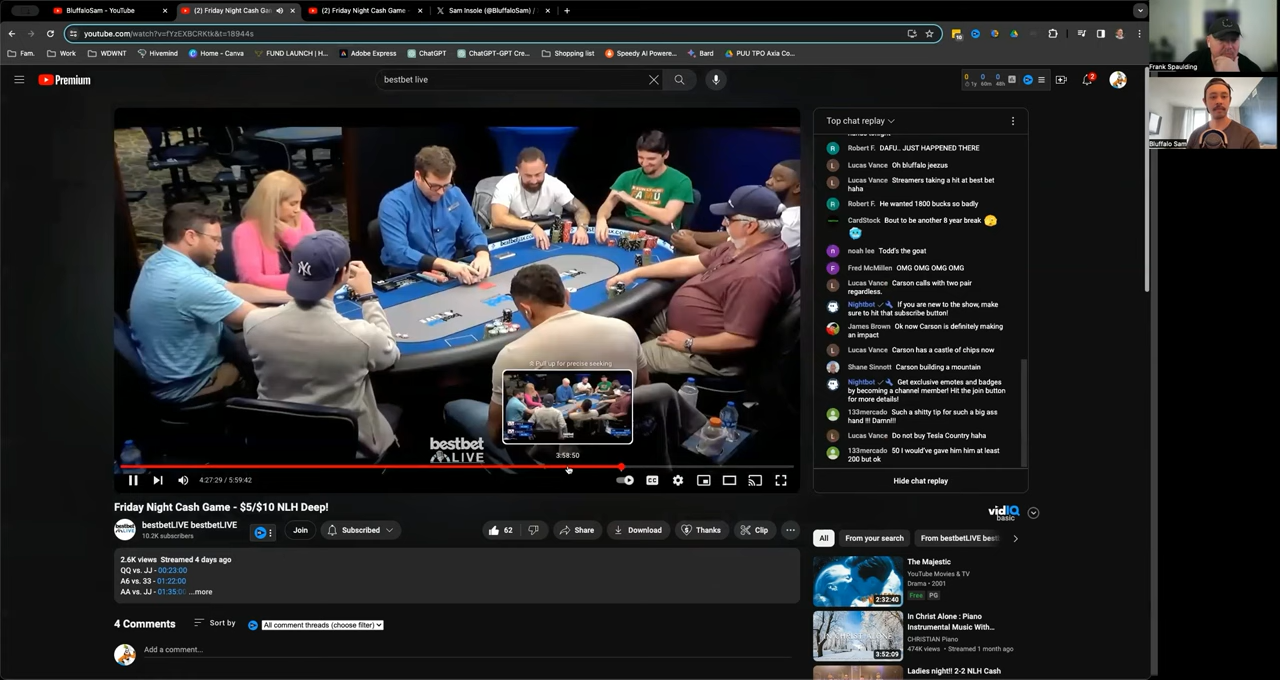 BluffaloSam - YouTube
(2) Friday Night Cash Gam
(2) Friday Night Cash Game -
Sam Insole (@BluffaloSam) /
youtube.com/watch?v=fYzEXBCRKtk&t=18944s
Fam.
Work
WDWNT
Hivemind
Home - Canva
FUND LAUNCH | H...
Adobe Express
ChatGPT
ChatGPT-GPT Cre...
Shopping list
Speedy AI Powere...
Bard
PUU TPO Axia Co...
Frank Spaulding
Bluffalo Sam
Premium
bestbet live
2
Top chat replay
Robert F. DAFU.. JUST HAPPENED THERE
Lucas Vance Oh bluffalo jeezus
Lucas Vance Streamers taking a hit at best bet
haha
Robert F. He wanted 1800 bucks so badly
CardStock Bout to be another 8 year break
noah lee Todd's the goat
Fred McMillen OMG OMG OMG OMG
Lucas Vance Carson calls with two pair
regardless.
Nightbot If you are new to the show, make
sure to hit that subscribe button!
James Brown Ok now Carson is definitely making
an impact
Lucas Vance Carson has a castle of chips now
Shane Sinnott Carson building a mountain
Nightbot Get exclusive emotes and badges
by becoming a channel member! Hit the join button
for more details!
133mercado Such a shitty tip for such a big ass
hand !!! Damn!!
Lucas Vance Do not buy Tesla Country haha
133mercado 50 I would've gave him him at least
200 but ok
Hide chat replay
Pull up for precise seeking
3:58:50
bestbet
LIVE
4:27:29 / 5:59:42
Friday Night Cash Game - $5/$10 NLH Deep!
bestbetLIVE bestbetLIVE
10.2K subscribers
Join
Subscribed
62
Share
Download
Thanks
Clip
2.6K views Streamed 4 days ago
QQ vs. JJ - 00:23:00
A6 vs. 33 - 01:22:00
AA vs. JJ - 01:35:0 ...more
4 Comments
Sort by
All comment threads (choose filter)
Add a comment...
vidIQ
basic
All
From your search
From bestbetLIVE best
The Majestic
YouTube Movies & TV
Drama • 2001
Free PG
2:32:40
In Christ Alone : Piano
Instrumental Music With...
CHRISTIAN Piano
474K views • Streamed 1 month ago
3:52:09
Ladies night!! 2-2 NLH Cash